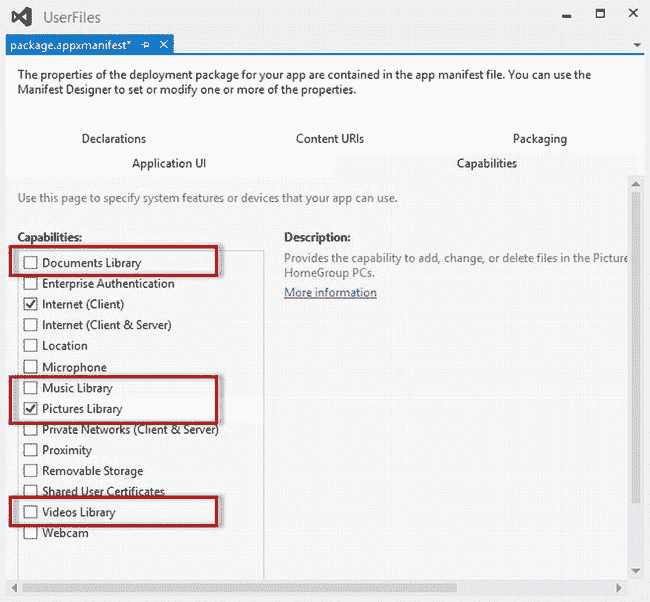 UserFiles
package.appxmanifest*
The properties of the deployment package for your app are contained in the app manifest file. You can use the
Manifest Designer to set or modify one or more of the properties.
Declarations
Content URIs
Packaging
Application UI
Capabilities
Use this page to specify system features or devices that your app can use.
Capabilities:
Documents Library
Enterprise Authentication
Internet (Client)
Internet (Client & Server)
Location
Microphone
Music Library
Pictures Library
Private Networks (Client & Server)
Proximity
Removable Storage
Shared User Certificates
Videos Library
Webcam
Description:
Provides the capability to add, change, or delete files in the Picture
HomeGroup PCs.
More information